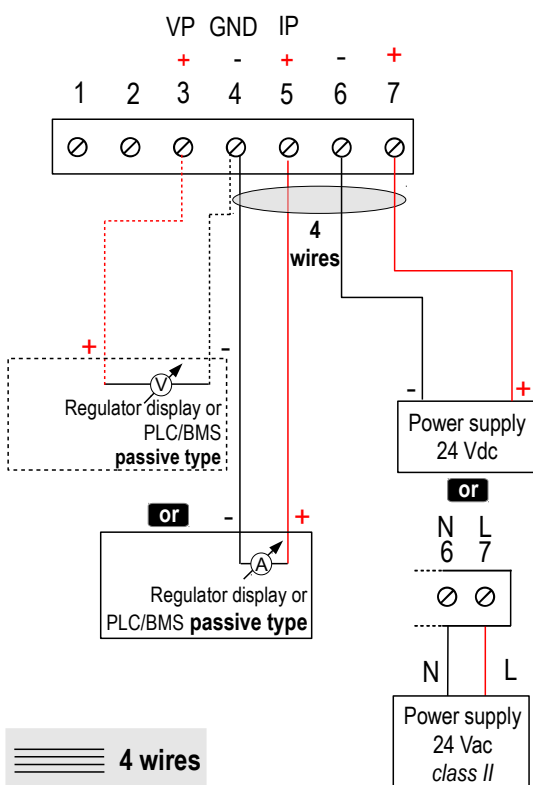 VP GND IP
+ - + - +
1 2 3 4 5 6 7
4
wires
+ -
V
Regulator display or
PLC/BMS
passive type
- +
Power supply
24 Vdc
or
or
- +
A
Regulator display or
PLC/BMS passive type
N L
6 7
N L
Power supply
24 Vac
class II
4 wires